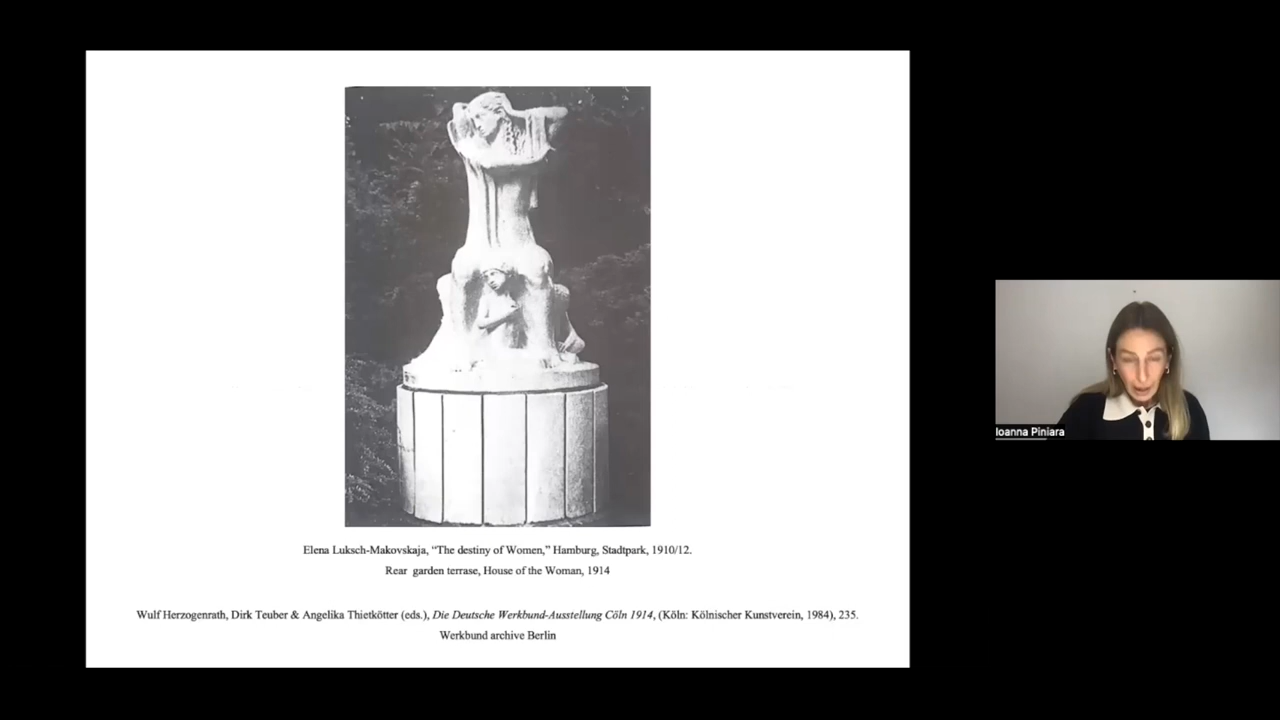 Elena Luksch-Makovskaja, “The destiny of Women,” Hamburg, Stadtpark, 1910/12.
Rear garden terrase, House of the Woman, 1914
Wulf Herzogenrath, Dirk Teuber & Angelika Thietkötter (eds.), Die Deutsche Werkbund-Ausstellung Cöln 1914, (Köln: Kölnischer Kunstverein, 1984), 235.
Werkbund archive Berlin
Ioanna Piniara